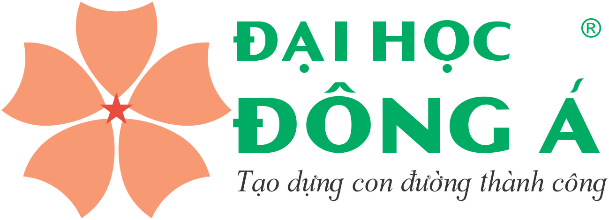 ĐẠI HỌC ®
ĐÔNG Á
Tạo dựng con đường thành công